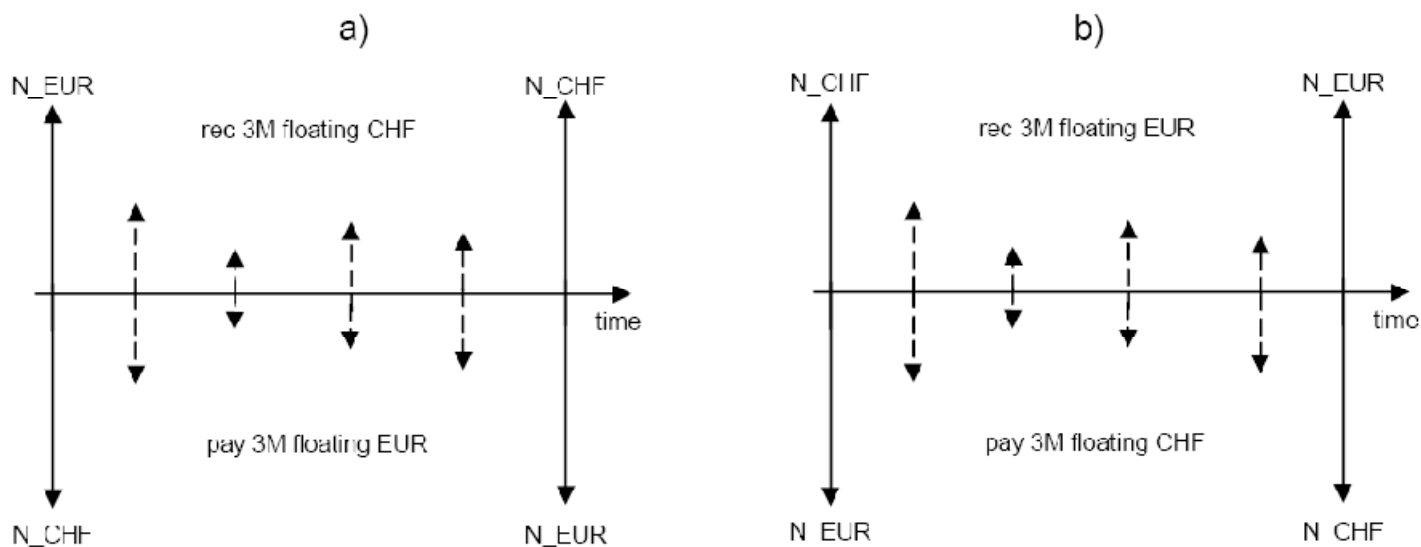 a)
N_EUR
N_CHF
rec 3M floating CHF
time
pay 3M floating EUR
N_CHF
N_EUR
b)
N_CHF
N_EUR
rec 3M floating EUR
time
pay 3M floating CHF
N_EUR
N_CHF